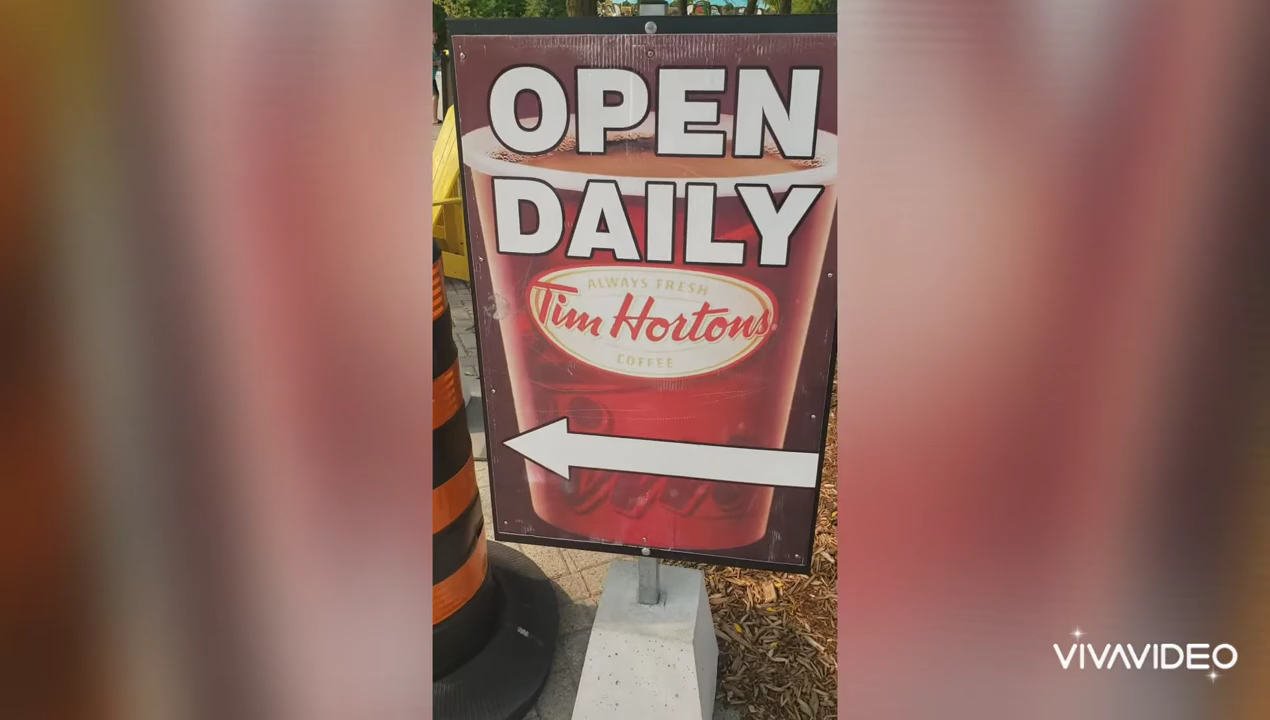 OPEN
DAILY
ALWAYS FRESH
Tim Hortons
COFFEE
VIVAVIDEO